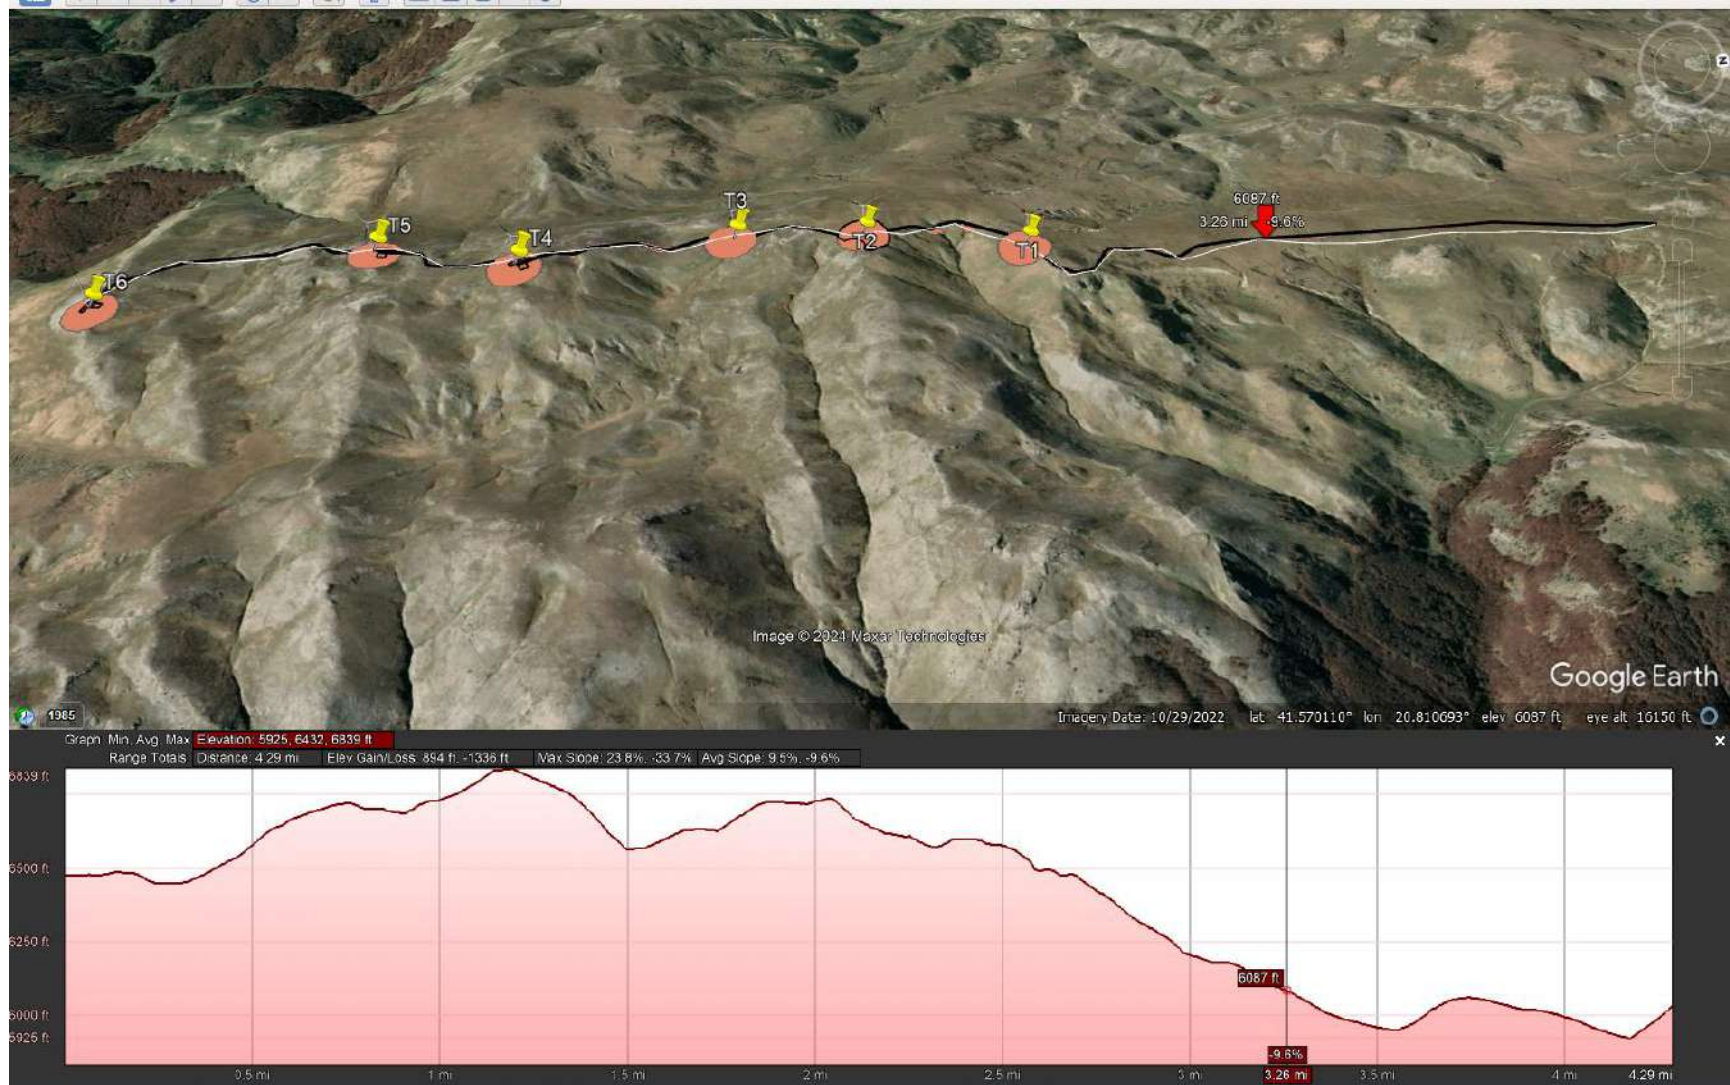 T3
6087 ft
3.26 mi -9.6%
T5
T4
T2
T1
T6
Image © 2024 Maxar Technologies
Google Earth
1985
Imagery Date: 10/29/2022 lat 41.570110° lon 20.810693° elev 6087 ft eye alt 16150 ft
Graph: Min, Avg, Max Elevation: 5925, 6432, 6839 ft
Range Totals: Distance: 4.29 mi Elev Gain/Loss: 894 ft, -1336 ft Max Slope: 23.8%, -33.7% Avg Slope: 9.5%, -9.6%
6839 ft
6500 ft
6250 ft
6087 ft
6000 ft
5925 ft
-9.6%
0.5 mi 1 mi 1.5 mi 2 mi 2.5 mi 3 mi 3.26 mi 3.5 mi 4 mi 4.29 mi